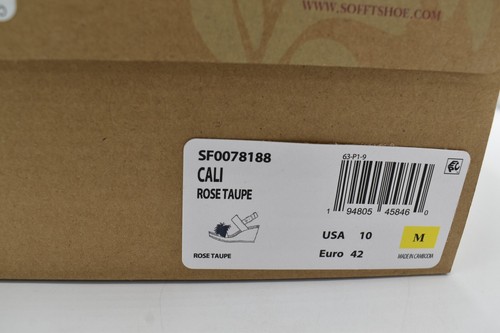 WWW.SOFFTSHOE.COM
SF0078188
CALI
ROSE TAUPE
63-P1-9
1 94805 45846 0
USA 10
M
Euro 42
ROSE TAUPE
MADE IN CAMBODIA